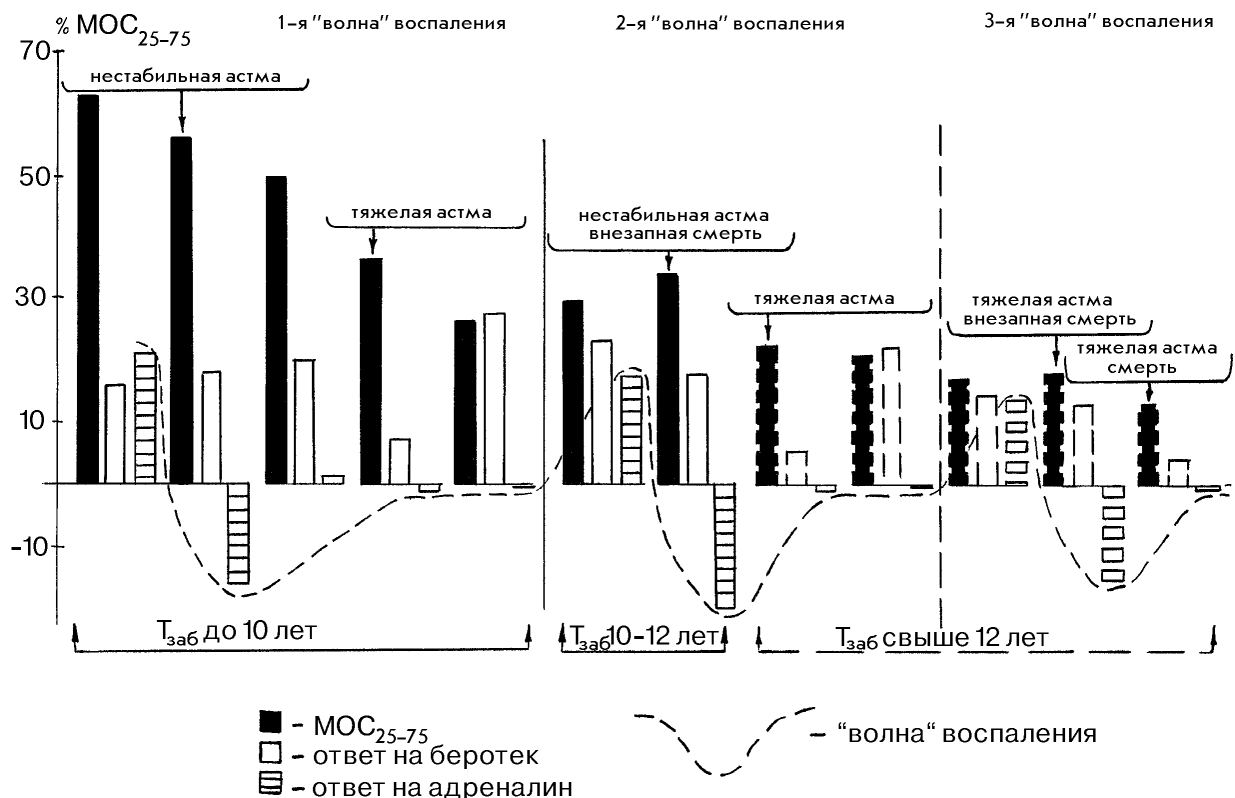 % МОС25-75
1-я "волна" воспаления
2-я "волна" воспаления
3-я "волна" воспаления
70
50
30
10
-10
нестабильная астма
тяжелая астма
нестабильная астма
внезапная смерть
тяжелая астма
тяжелая астма
внезапная смерть
тяжелая астма
смерть
Тзаб до 10 лет
Тзаб 10-12 лет
Тзаб свыше 12 лет
- МОС25-75
- ответ на беротек
- ответ на адреналин
- "волна" воспаления